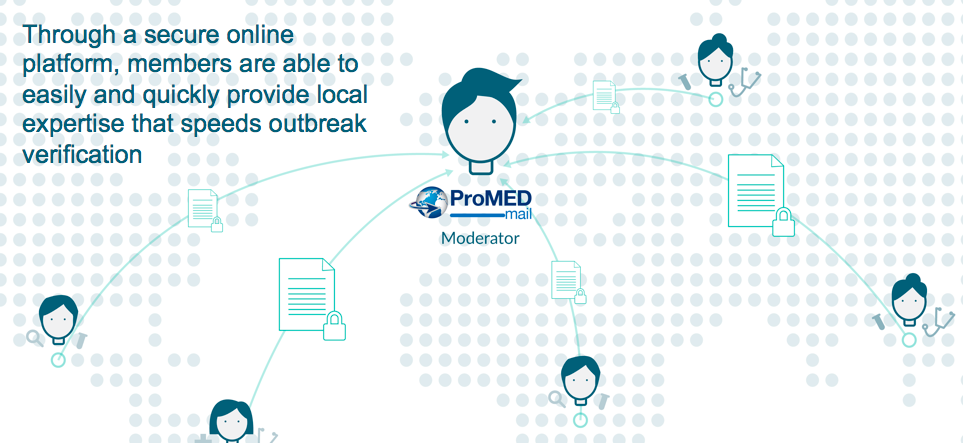 Through a secure online
platform, members are able to
easily and quickly provide local
expertise that speeds outbreak
verification
ProMED
mail
Moderator